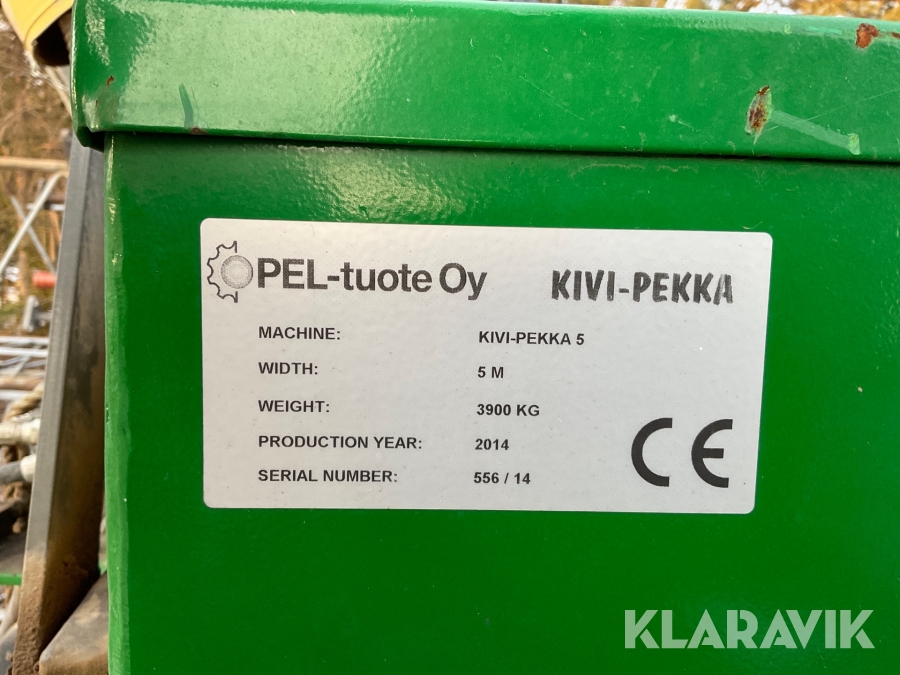 PEL-tuote Oy KIVI-PEKKA
MACHINE: KIVI-PEKKA 5
WIDTH: 5 M
WEIGHT: 3900 KG
PRODUCTION YEAR: 2014
SERIAL NUMBER: 556 / 14
CE
KLARAVIK